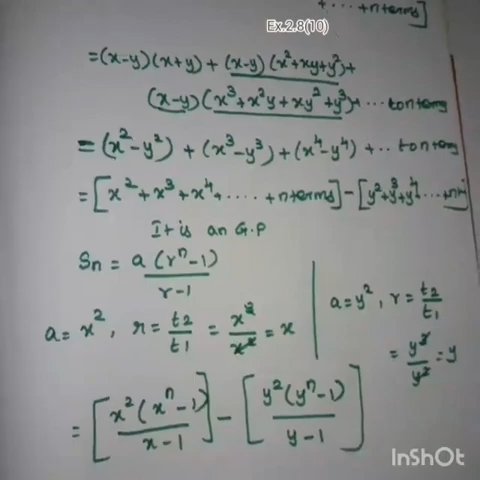 . . . + n terms]
Ex.2.8(10)
= (x-y)(x+y) + (x-y)(x²+xy+y²)+
(x-y)(x³+x²y+xy²+y³)+ ... to n terms
= (x²-y²) + (x³-y³) + (x⁴-y⁴) + .. to n terms
= [x²+x³+x⁴+ ..... + n terms] - [y²+y³+y⁴ .... + n t]
It is an G.P
Sn = a(rⁿ-1)/r-1
a = x², r = t2/t1 = x³/x² = x
a = y², r = t2/t1
= y³/y² = y
= [x²(xⁿ-1)/x-1] - [y²(yⁿ-1)/y-1]
InShOt